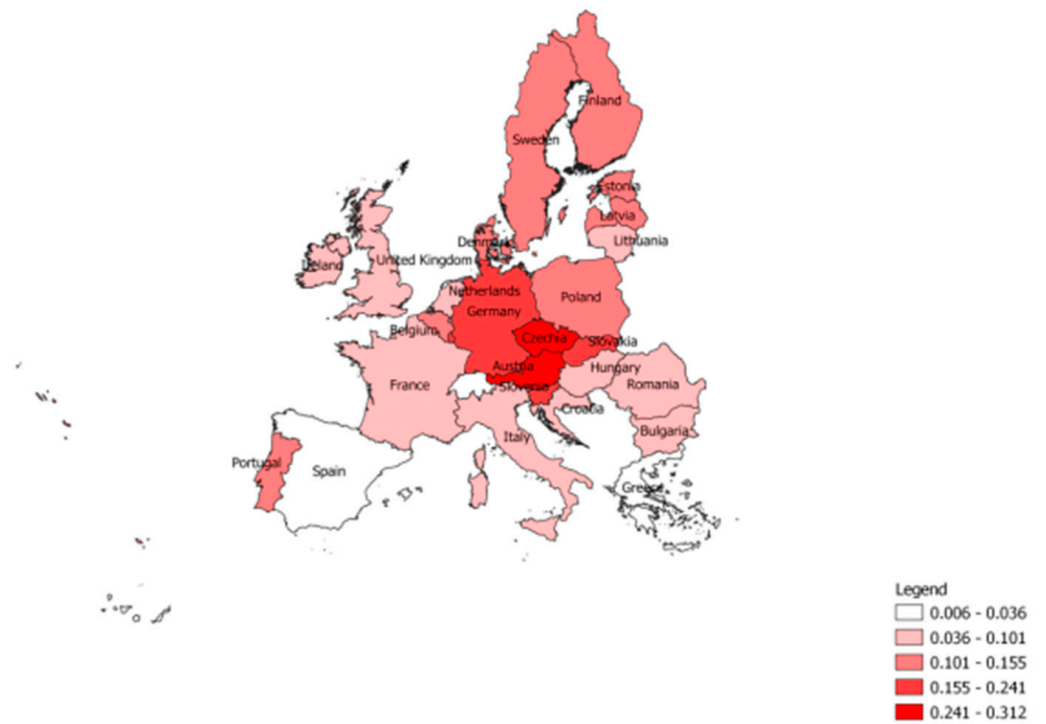 Finland
Sweden
Estonia
Latvia
Denmark
Lithuania
Ireland
United Kingdom
Netherlands
Poland
Germany
Belgium
Czechia
Slovakia
Austria
Hungary
France
Slovenia
Romania
Croatia
Bulgaria
Italy
Portugal
Spain
Greece
Legend
0.006 - 0.036
0.036 - 0.101
0.101 - 0.155
0.155 - 0.241
0.241 - 0.312